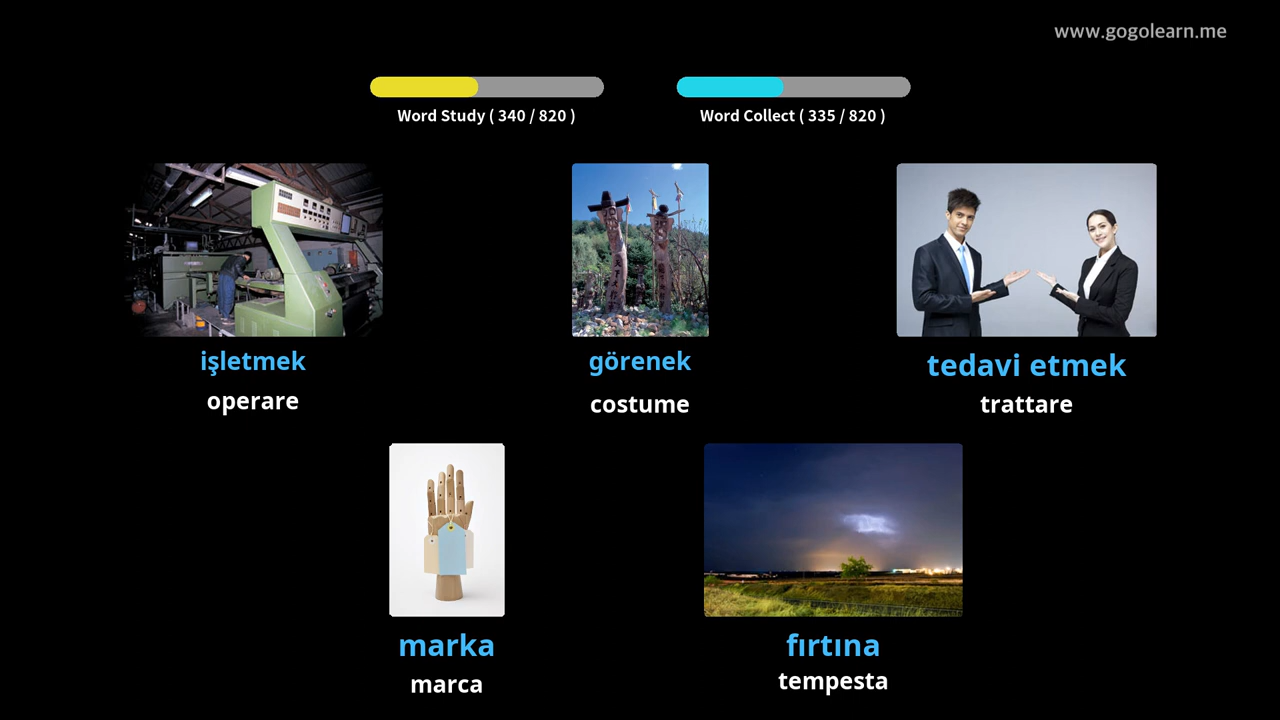 www.gogolearn.me
Word Study ( 340 / 820 )
Word Collect ( 335 / 820 )
işletmek
operare
görenek
costume
tedavi etmek
trattare
marka
marca
fırtına
tempesta